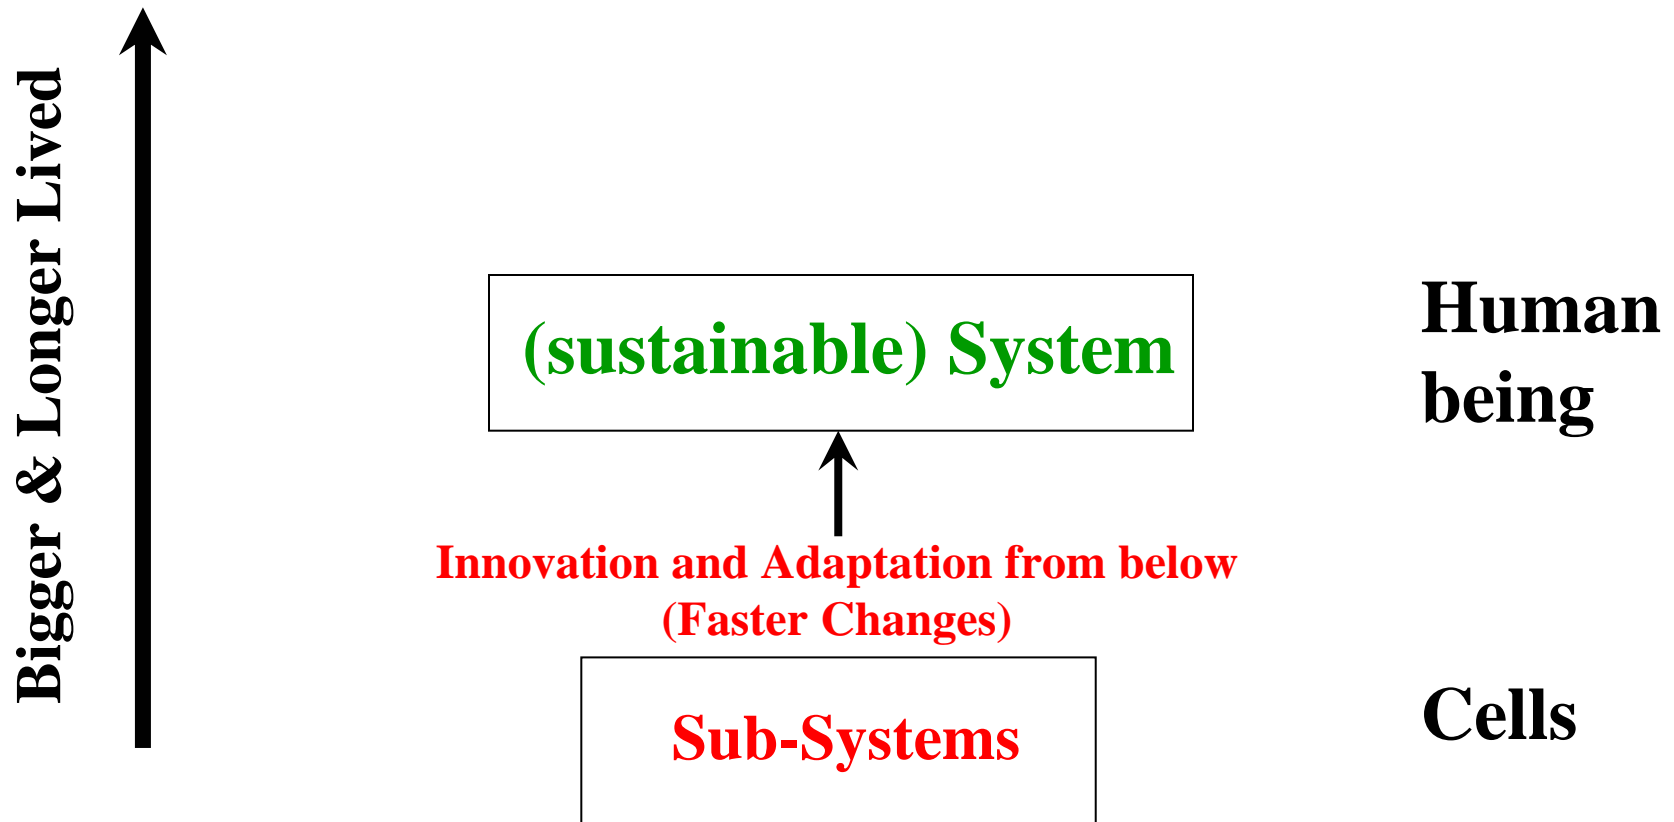 Bigger & Longer Lived
(sustainable) System
Human
being
Innovation and Adaptation from below
(Faster Changes)
Sub-Systems
Cells